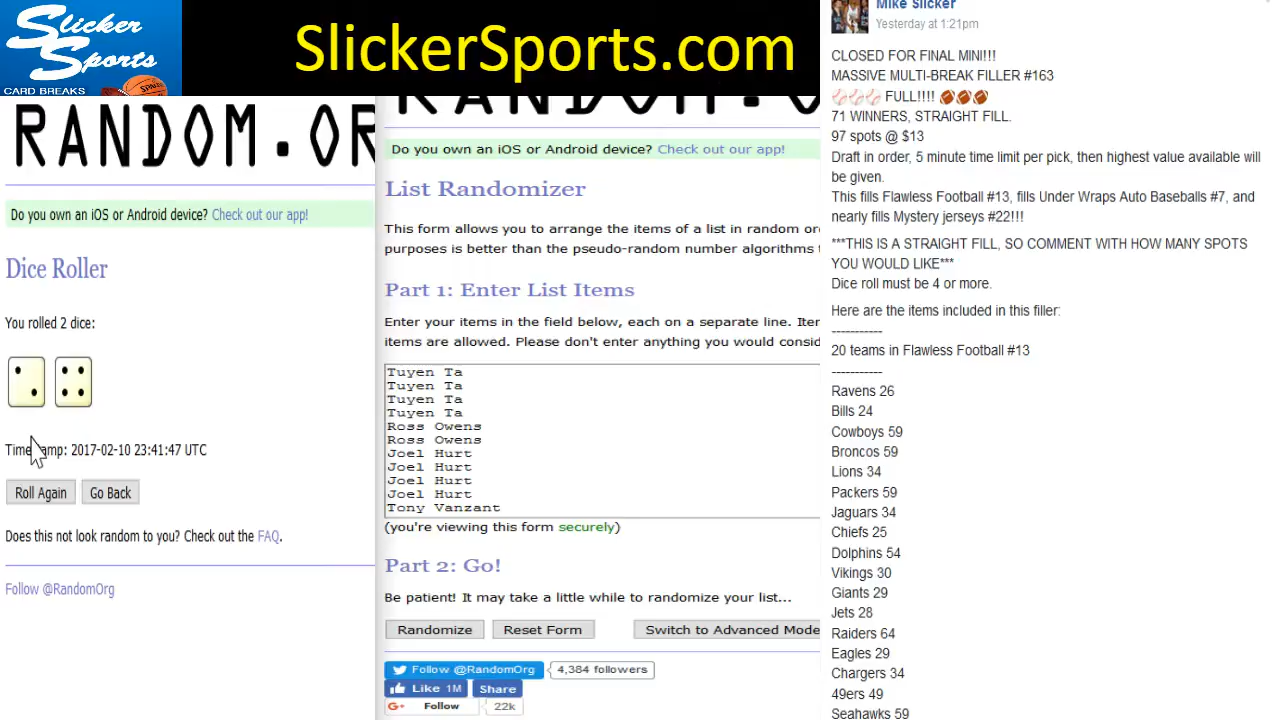 Slicker
Sports
CARD BREAKS
SlickerSports.com
RANDOM.OR
Do you own an iOS or Android device? Check out our app!
Dice Roller
You rolled 2 dice:
Timestamp: 2017-02-10 23:41:47 UTC
Roll Again
Go Back
Does this not look random to you? Check out the FAQ.
Follow @RandomOrg
RANDOM.O
Do you own an iOS or Android device? Check out our app!
List Randomizer
This form allows you to arrange the items of a list in random ord
purposes is better than the pseudo-random number algorithms t
Part 1: Enter List Items
Enter your items in the field below, each on a separate line. Iter
items are allowed. Please don't enter anything you would consid
Tuyen Ta
Tuyen Ta
Tuyen Ta
Tuyen Ta
Ross Owens
Ross Owens
Joel Hurt
Joel Hurt
Joel Hurt
Joel Hurt
Tony Vanzant
(you're viewing this form securely)
Part 2: Go!
Be patient! It may take a little while to randomize your list...
Randomize
Reset Form
Switch to Advanced Mode
Follow @RandomOrg
4,384 followers
Like 1M
Share
G+ Follow
22k
Mike Slicker
Yesterday at 1:21pm
CLOSED FOR FINAL MINI!!!
MASSIVE MULTI-BREAK FILLER #163
⚾⚾⚾ FULL!!!! 🏈🏈🏈
71 WINNERS, STRAIGHT FILL.
97 spots @ $13
Draft in order, 5 minute time limit per pick, then highest value available will
be given.
This fills Flawless Football #13, fills Under Wraps Auto Baseballs #7, and
nearly fills Mystery jerseys #22!!!
***THIS IS A STRAIGHT FILL, SO COMMENT WITH HOW MANY SPOTS
YOU WOULD LIKE***
Dice roll must be 4 or more.
Here are the items included in this filler:
-----------
20 teams in Flawless Football #13
-----------
Ravens 26
Bills 24
Cowboys 59
Broncos 59
Lions 34
Packers 59
Jaguars 34
Chiefs 25
Dolphins 54
Vikings 30
Giants 29
Jets 28
Raiders 64
Eagles 29
Chargers 34
49ers 49
Seahawks 59